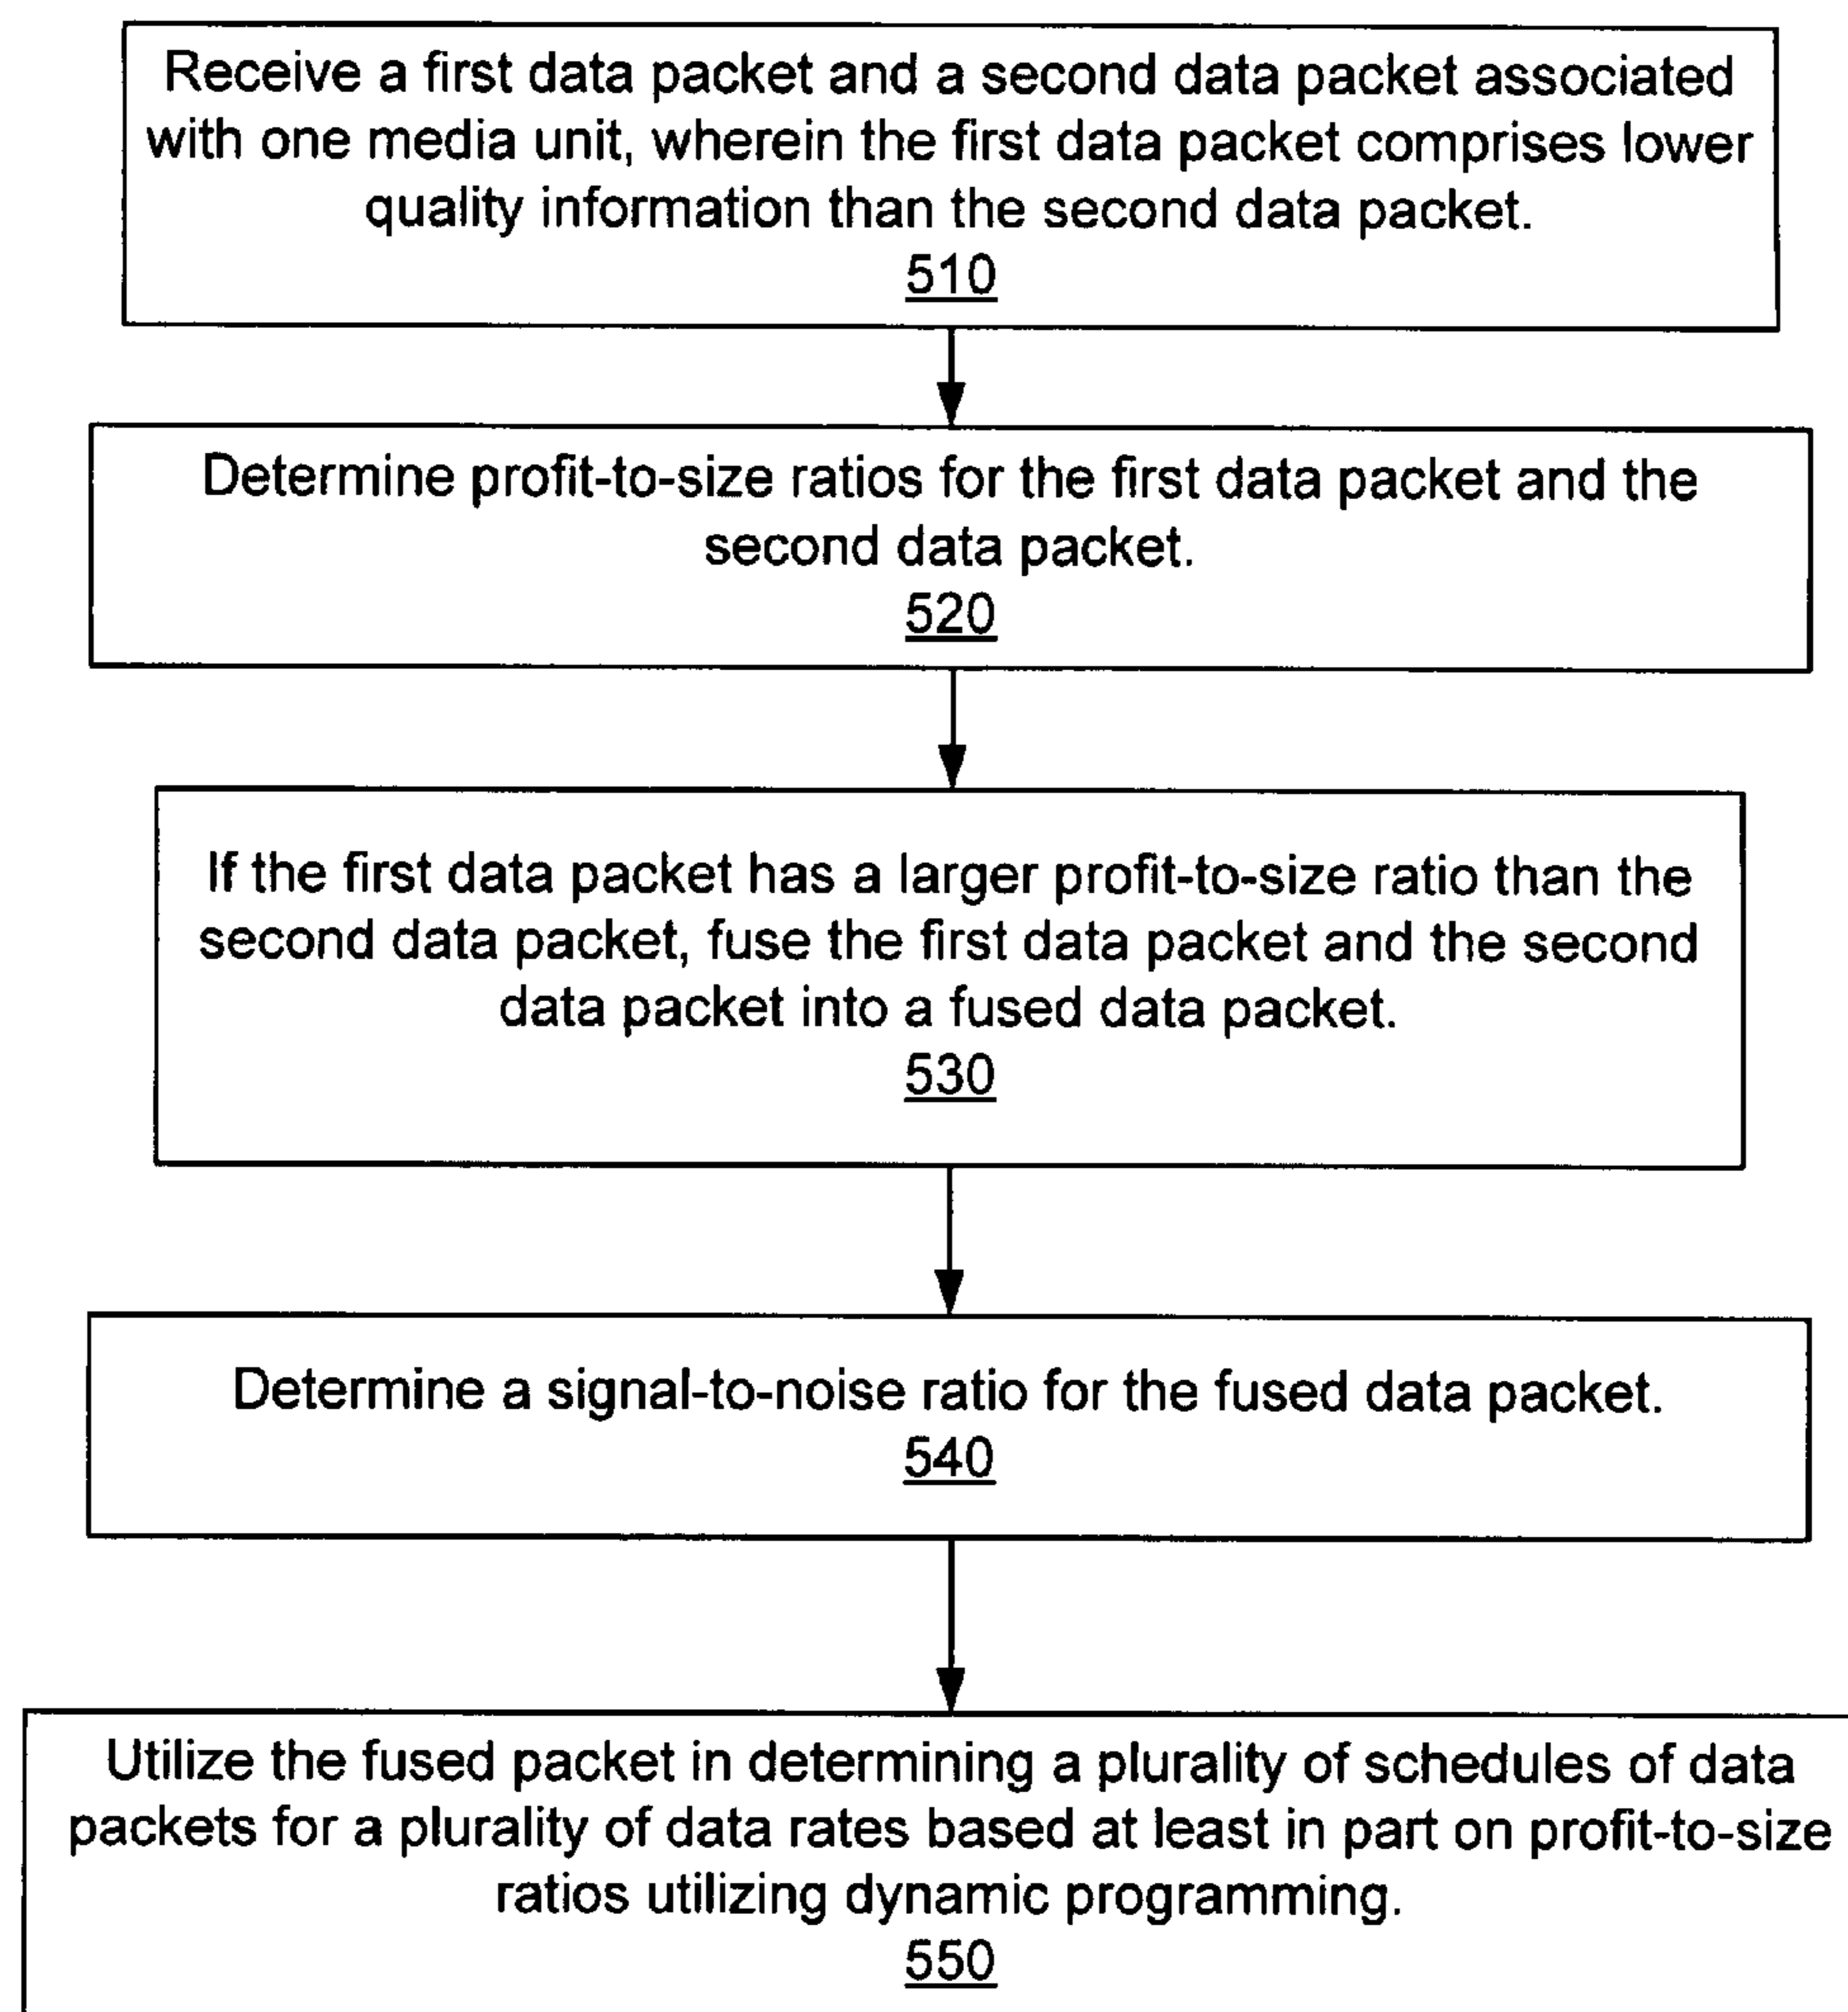 Receive a first data packet and a second data packet associated
with one media unit, wherein the first data packet comprises lower
quality information than the second data packet.
510
Determine profit-to-size ratios for the first data packet and the
second data packet.
520
If the first data packet has a larger profit-to-size ratio than the
second data packet, fuse the first data packet and the second
data packet into a fused data packet.
530
Determine a signal-to-noise ratio for the fused data packet.
540
Utilize the fused packet in determining a plurality of schedules of data
packets for a plurality of data rates based at least in part on profit-to-size
ratios utilizing dynamic programming.
550